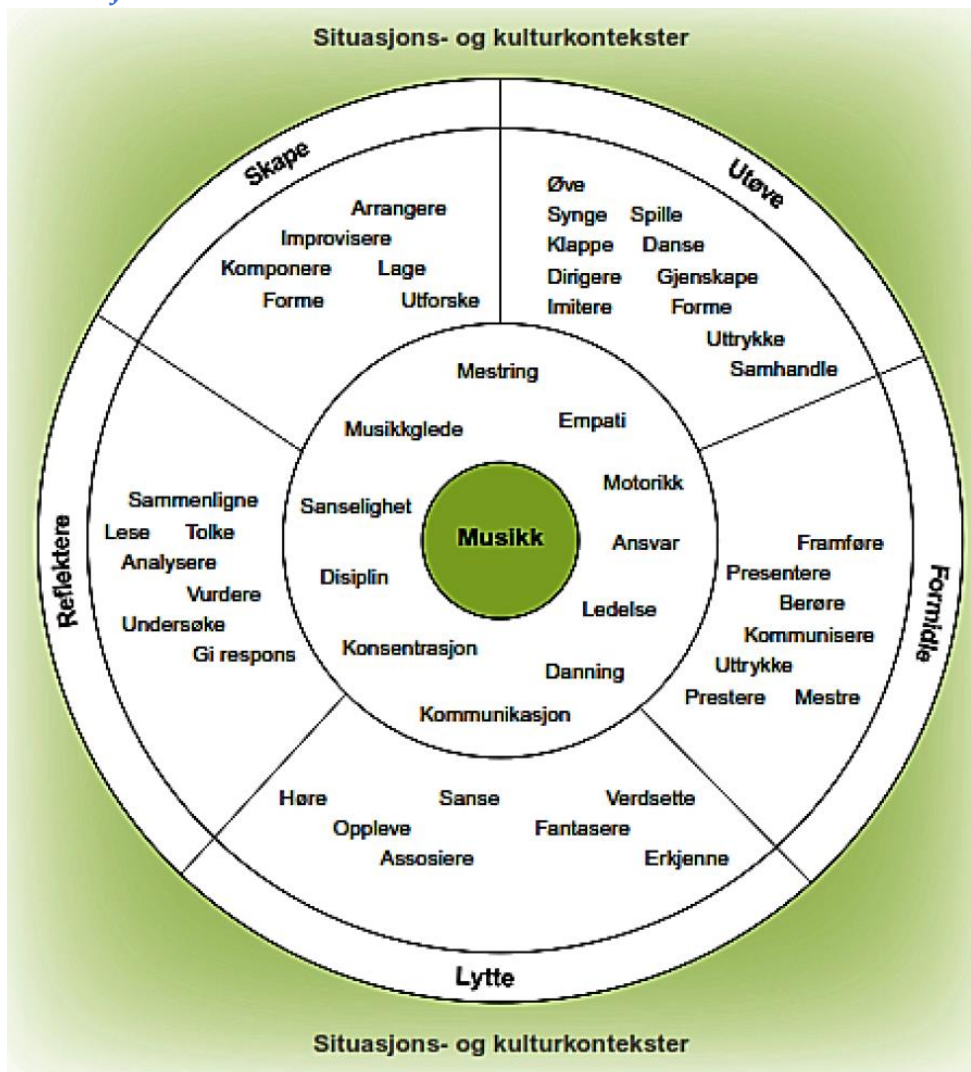 Situasjons- og kulturkontekster
Skape
Arrangere
Improvisere
Komponere Lage
Forme Utforske
Utøve
Øve
Synge Spille
Klappe Danse
Dirigere Gjenskape
Imitere Forme
Uttrykke
Samhandle
Formidle
Framføre
Presentere
Berøre
Kommunisere
Uttrykke
Prestere Mestre
Lytte
Høre Sanse Verdsette
Oppleve Fantasere
Assosiere Erkjenne
Reflektere
Sammenligne
Lese Tolke
Analysere
Vurdere
Undersøke
Gi respons
Mestring
Musikkglede Empati
Motorikk
Sanselighet
Musikk
Ansvar
Disiplin
Ledelse
Konsentrasjon
Danning
Kommunikasjon
Situasjons- og kulturkontekster